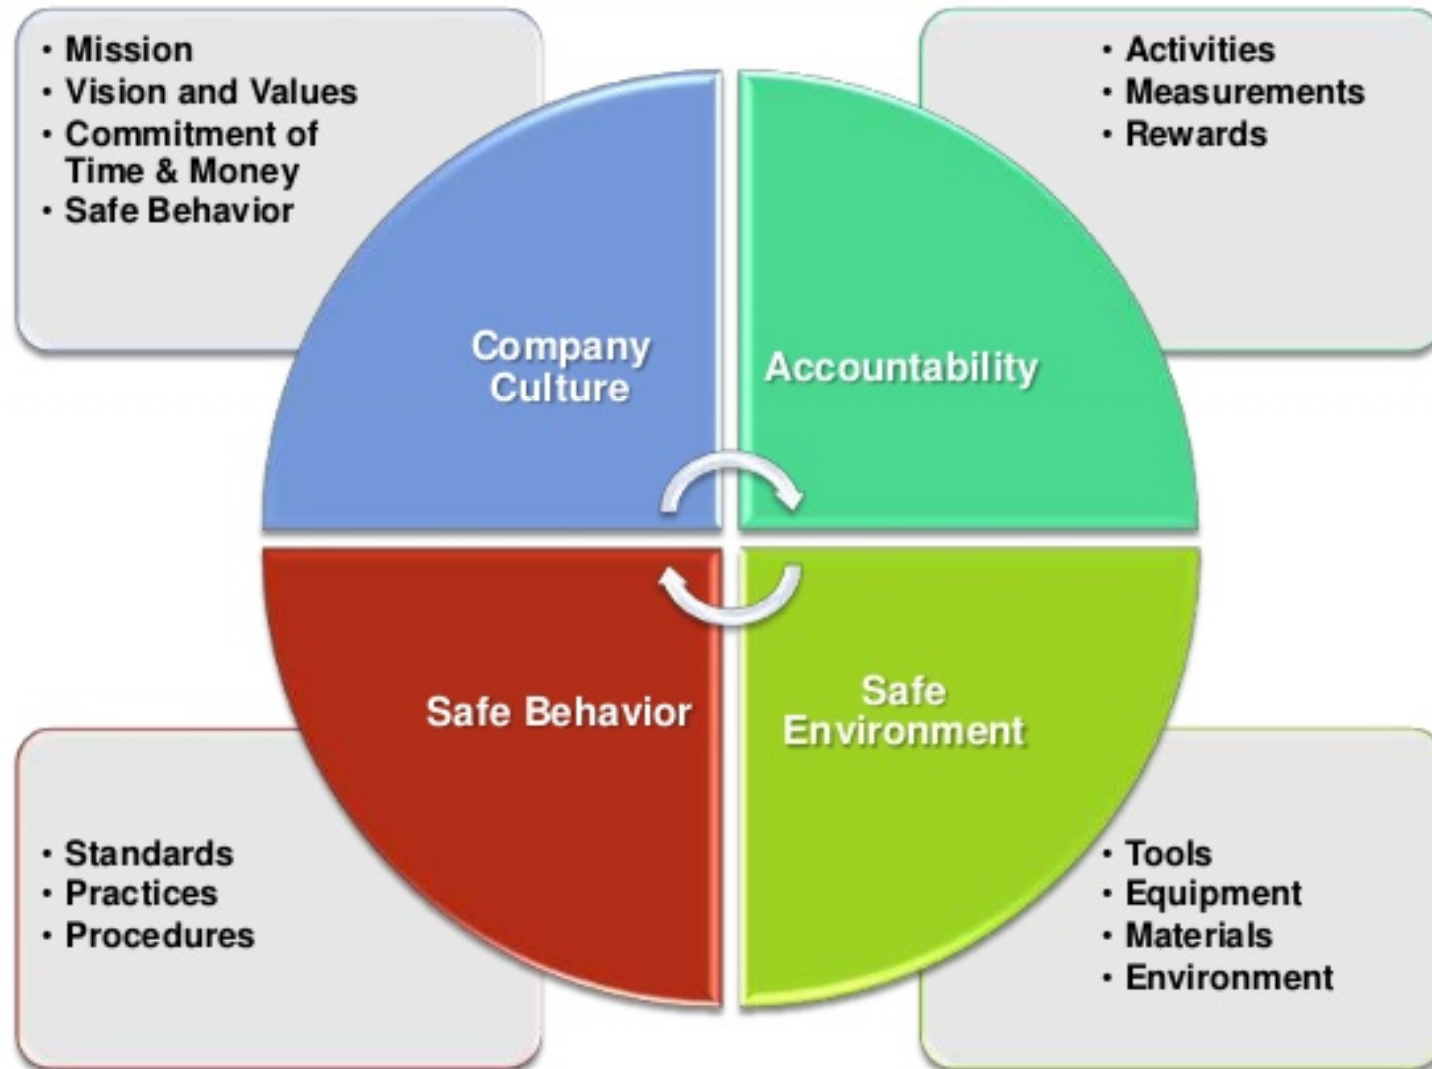 • Mission
• Vision and Values
• Commitment of
Time & Money
• Safe Behavior
• Activities
• Measurements
• Rewards
Company
Culture
Accountability
Safe Behavior
Safe
Environment
• Standards
• Practices
• Procedures
• Tools
• Equipment
• Materials
• Environment